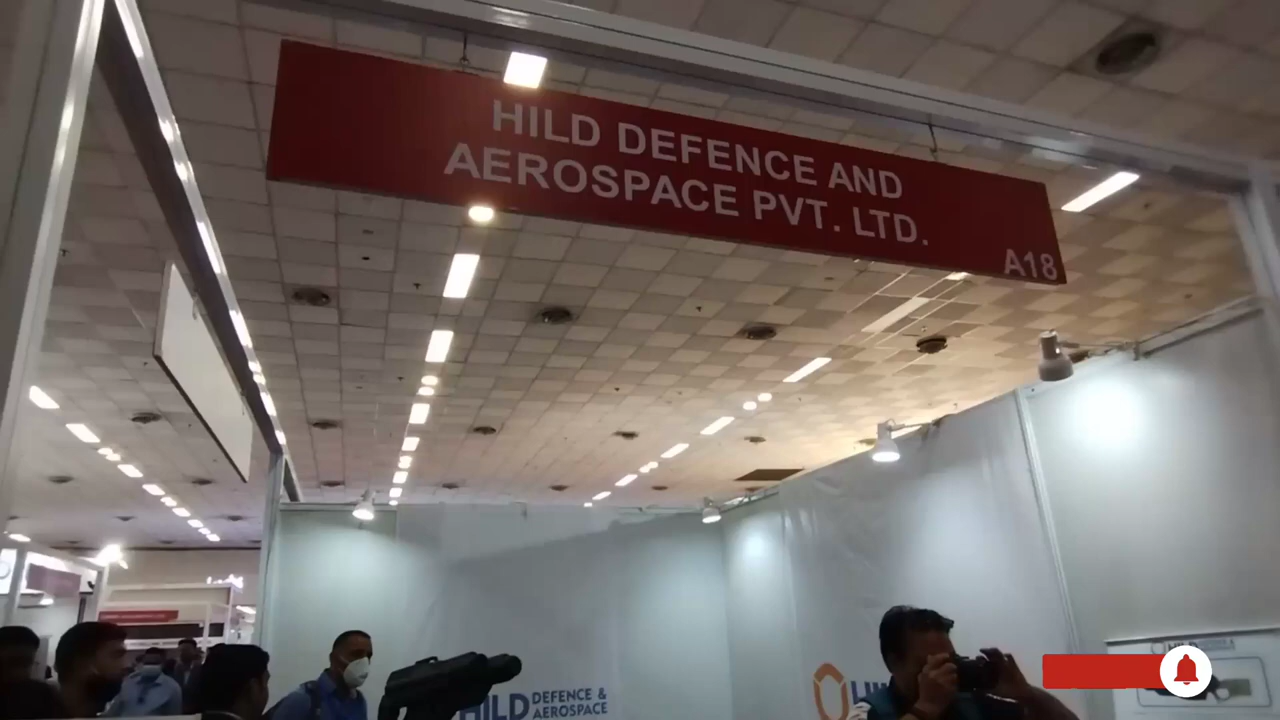 HILD DEFENCE AND
AEROSPACE PVT. LTD.
A18
HILD DEFENCE &
AEROSPACE